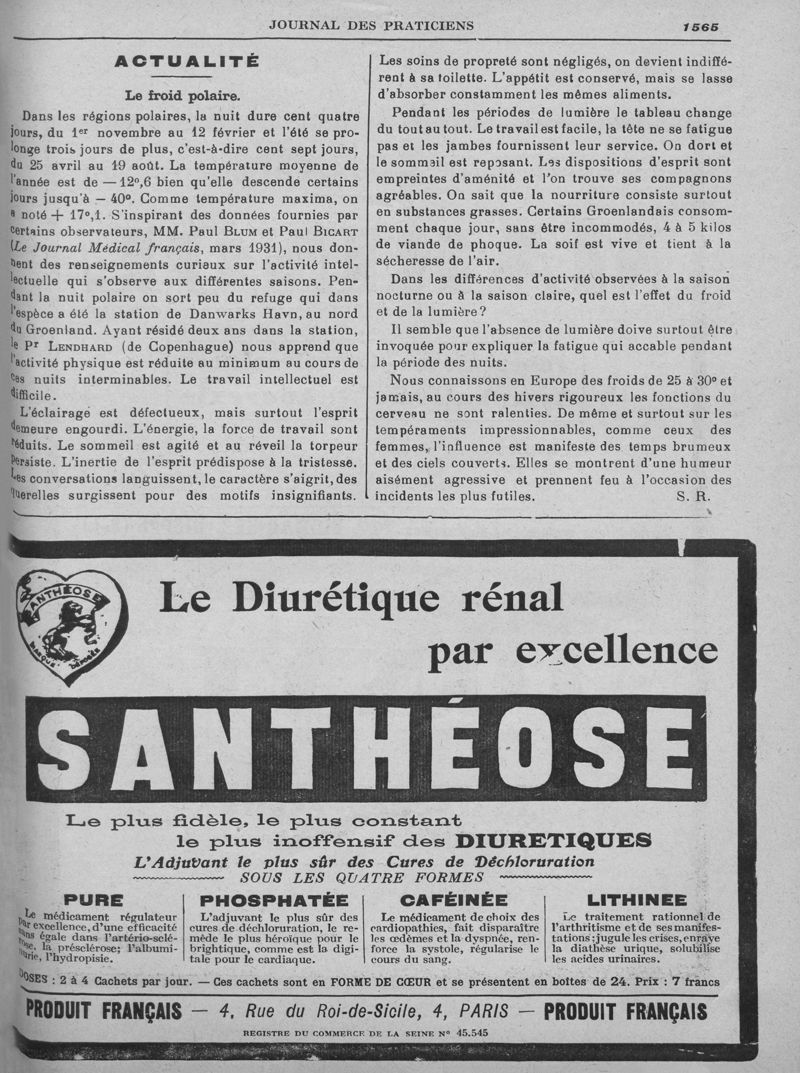 JOURNAL DES PRATICIENS
1565
ACTUALITÉ
Le froid polaire.
Dans les régions polaires, la nuit dure cent quatre
jours, du 1er novembre au 12 février et l'été se pro-
longe trois jours de plus, c'est-à-dire cent sept jours,
du 25 avril au 19 août. La température moyenne de
l'année est de — 12°,6 bien qu'elle descende certains
jours jusqu'à — 40°. Comme température maxima, on
a noté + 17°,1. S'inspirant des données fournies par
certains observateurs, MM. Paul BLUM et Paul BICART
(Le Journal Médical français, mars 1931), nous don-
nent des renseignements curieux sur l'activité intel-
lectuelle qui s'observe aux différentes saisons. Pen-
dant la nuit polaire on sort peu du refuge qui dans
l'espèce a été la station de Danwarks Havn, au nord
du Groenland. Ayant résidé deux ans dans la station,
le Pr LENDHARD (de Copenhague) nous apprend que
l'activité physique est réduite au minimum au cours de
ces nuits interminables. Le travail intellectuel est
difficile.
L'éclairage est défectueux, mais surtout l'esprit
demeure engourdi. L'énergie, la force de travail sont
réduits. Le sommeil est agité et au réveil la torpeur
persiste. L'inertie de l'esprit prédispose à la tristesse.
Les conversations languissent, le caractère s'aigrit, des
querelles surgissent pour des motifs insignifiants.
Les soins de propreté sont négligés, on devient indiffé-
rent à sa toilette. L'appétit est conservé, mais se lasse
d'absorber constamment les mêmes aliments.
Pendant les périodes de lumière le tableau change
du tout au tout. Le travail est facile, la tête ne se fatigue
pas et les jambes fournissent leur service. On dort et
le sommeil est reposant. Les dispositions d'esprit sont
empreintes d'aménité et l'on trouve ses compagnons
agréables. On sait que la nourriture consiste surtout
en substances grasses. Certains Groenlandais consom-
ment chaque jour, sans être incommodés, 4 à 5 kilos
de viande de phoque. La soif est vive et tient à la
sécheresse de l'air.
Dans les différences d'activité observées à la saison
nocturne ou à la saison claire, quel est l'effet du froid
et de la lumière?
Il semble que l'absence de lumière doive surtout être
invoquée pour expliquer la fatigue qui accable pendant
la période des nuits.
Nous connaissons en Europe des froids de 25 à 30° et
jamais, au cours des hivers rigoureux les fonctions du
cerveau ne sont ralenties. De même et surtout sur les
tempéraments impressionnables, comme ceux des
femmes, l'influence est manifeste des temps brumeux
et des ciels couverts. Elles se montrent d'une humeur
aisément agressive et prennent feu à l'occasion des
incidents les plus futiles. S. R.
SANTHÉOSE
MARQUE DÉPOSÉE
Le Diurétique rénal
par excellence
SANTHÉOSE
Le plus fidèle, le plus constant
le plus inoffensif des DIURETIQUES
L'Adjuvant le plus sûr des Cures de Déchloruration
SOUS LES QUATRE FORMES
PURE
Le médicament régulateur
par excellence, d'une efficacité
sans égale dans l'artério-sclé-
rose, la présclérose; l'albumi-
nurie, l'hydropisie.
PHOSPHATÉE
L'adjuvant le plus sûr des
cures de déchloruration, le re-
mède le plus héroïque pour le
brightique, comme est la digi-
tale pour le cardiaque.
CAFÉINÉE
Le médicament de choix des
cardiopathies, fait disparaître
les œdèmes et la dyspnée, ren-
force la systole, régularise le
cours du sang.
LITHINEE
Le traitement rationnel de
l'arthritisme et de ses manifes-
tations: jugule les crises, enraye
la diathèse urique, solubilise
les acides urinaires.
DOSES : 2 à 4 Cachets par jour. — Ces cachets sont en FORME DE CŒUR et se présentent en boîtes de 24. Prix : 7 francs
PRODUIT FRANÇAIS — 4, Rue du Roi-de-Sicile, 4, PARIS — PRODUIT FRANÇAIS
REGISTRE DU COMMERCE DE LA SEINE N° 45.545